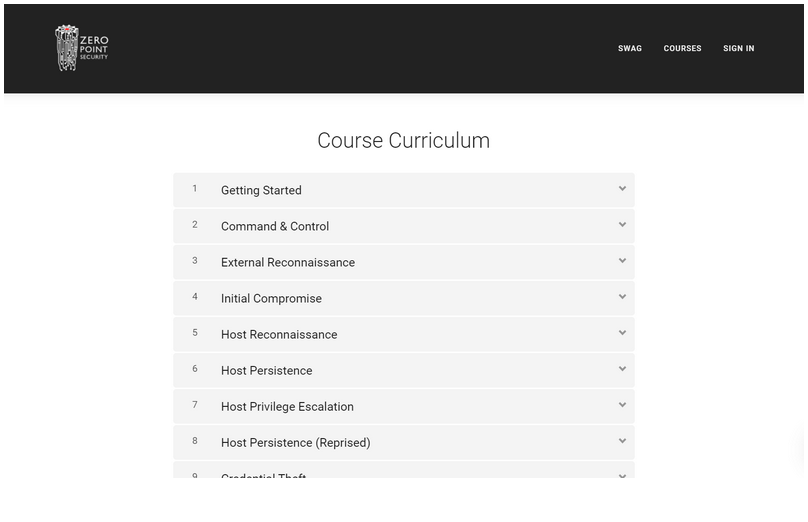 ZERO
POINT
SECURITY
SWAG COURSES SIGN IN
Course Curriculum
1 Getting Started
2 Command & Control
3 External Reconnaissance
4 Initial Compromise
5 Host Reconnaissance
6 Host Persistence
7 Host Privilege Escalation
8 Host Persistence (Reprised)
9 Credential Theft